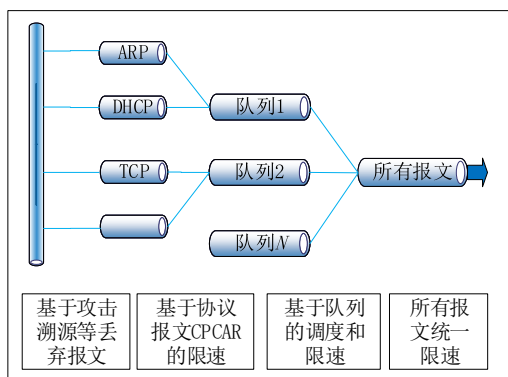 ARP
DHCP
队列1
TCP
队列2
所有报文
队列N
基于攻击
溯源等丢
弃报文
基于协议
报文CPCAR
的限速
基于队列
的调度和
限速
所有报
文统一
限速